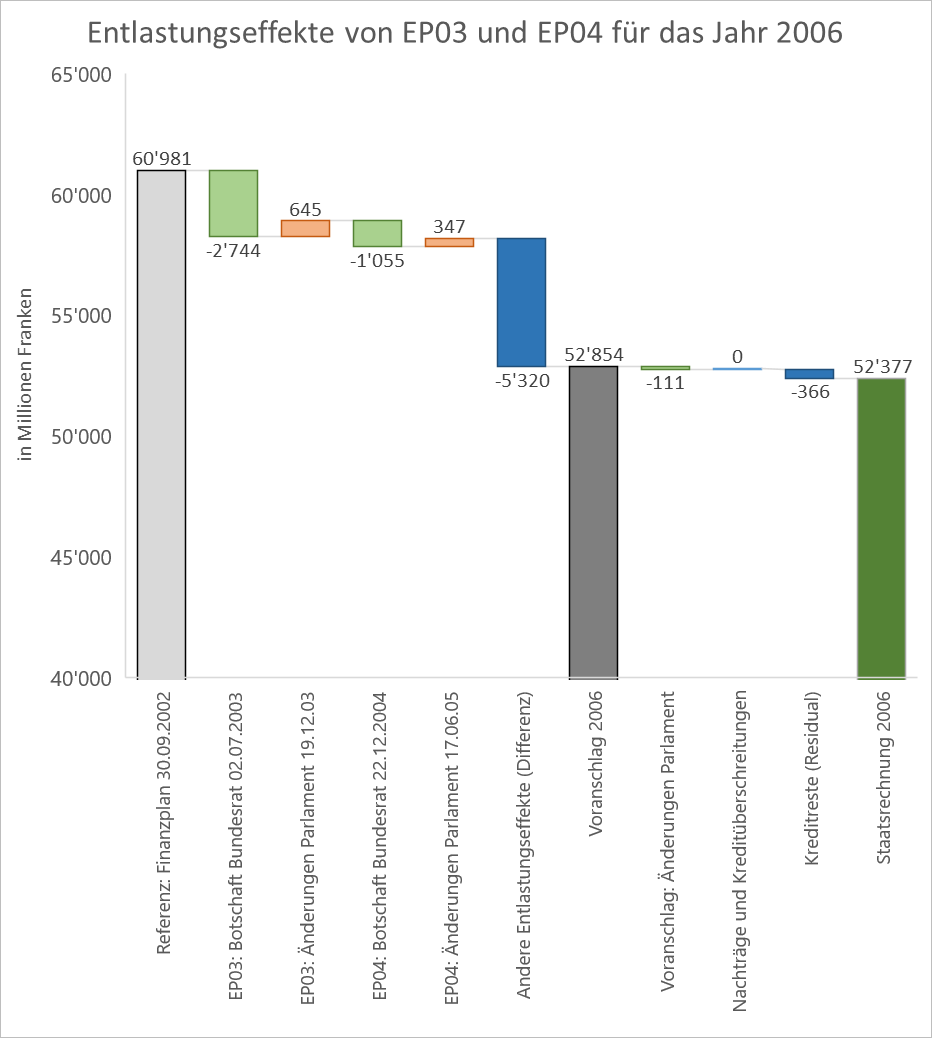 Entlastungseffekte von EP03 und EP04 für das Jahr 2006
in Millionen Franken
65'000
60'000
55'000
50'000
45'000
40'000
60'981
-2'744
645
-1'055
347
-5'320
52'854
-111
0
-366
52'377
Referenz: Finanzplan 30.09.2002
EP03: Botschaft Bundesrat 02.07.2003
EP03: Änderungen Parlament 19.12.03
EP04: Botschaft Bundesrat 22.12.2004
EP04: Änderungen Parlament 17.06.05
Andere Entlastungseffekte (Differenz)
Voranschlag 2006
Voranschlag: Änderungen Parlament
Nachträge und Kreditüberschreitungen
Kreditreste (Residual)
Staatsrechnung 2006